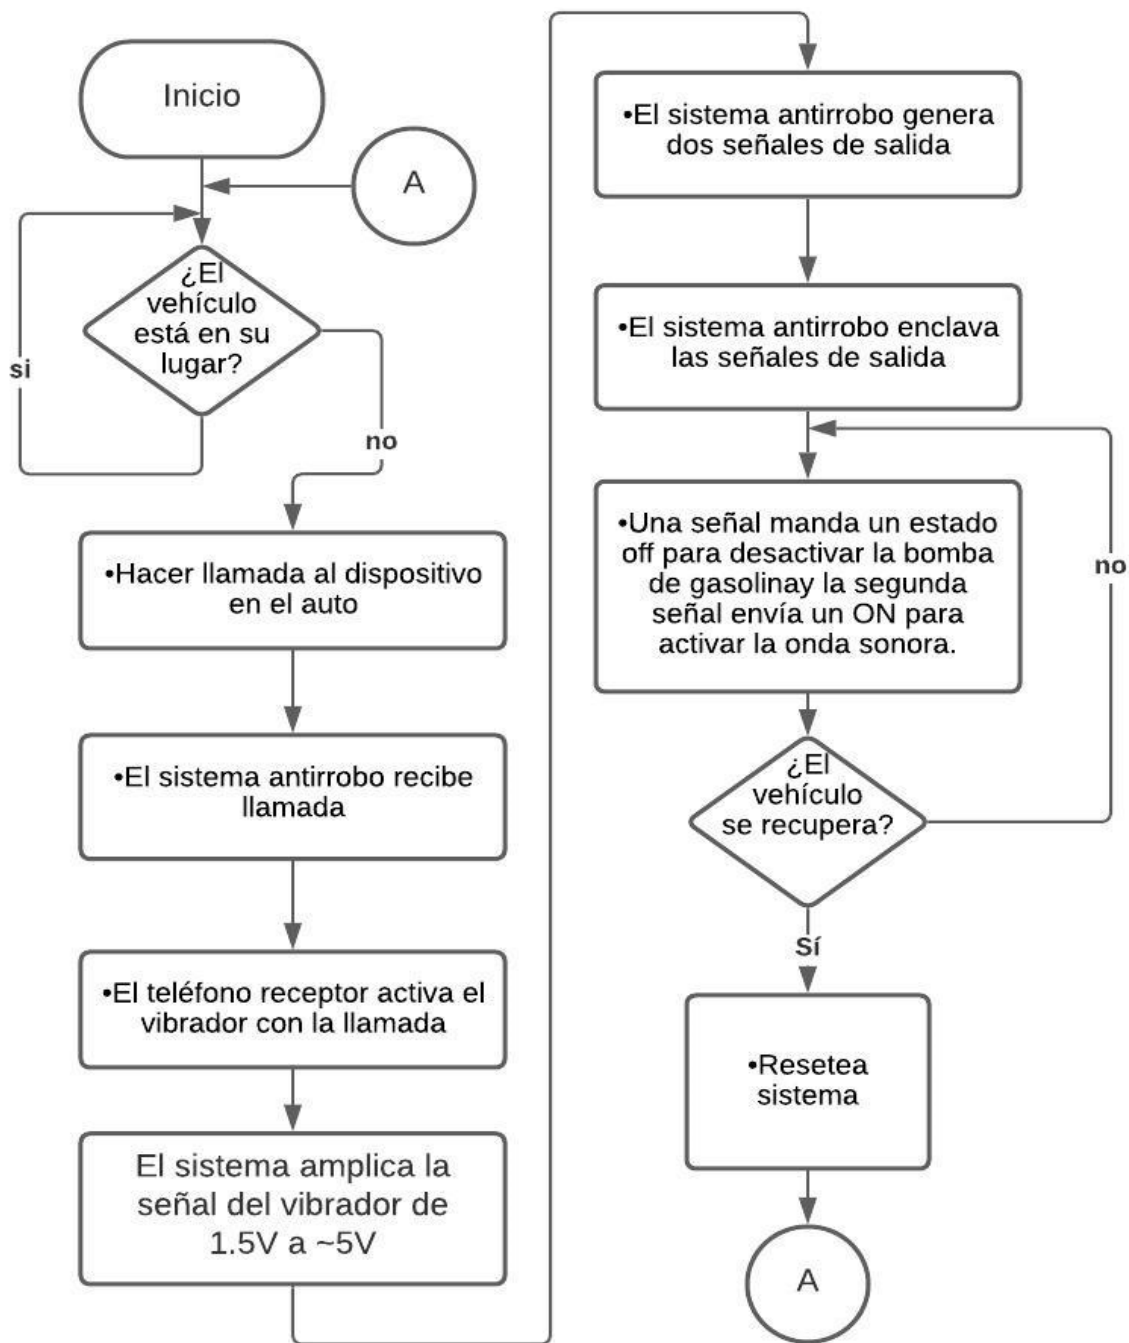 Inicio
A
¿El
vehículo
está en su
lugar?
si
no
•Hacer llamada al dispositivo
en el auto
•El sistema antirrobo recibe
llamada
•El teléfono receptor activa el
vibrador con la llamada
El sistema amplica la
señal del vibrador de
1.5V a ~5V
•El sistema antirrobo genera
dos señales de salida
•El sistema antirrobo enclava
las señales de salida
•Una señal manda un estado
off para desactivar la bomba
de gasolinay la segunda
señal envía un ON para
activar la onda sonora.
no
¿El
vehículo
se recupera?
Sí
•Resetea
sistema
A